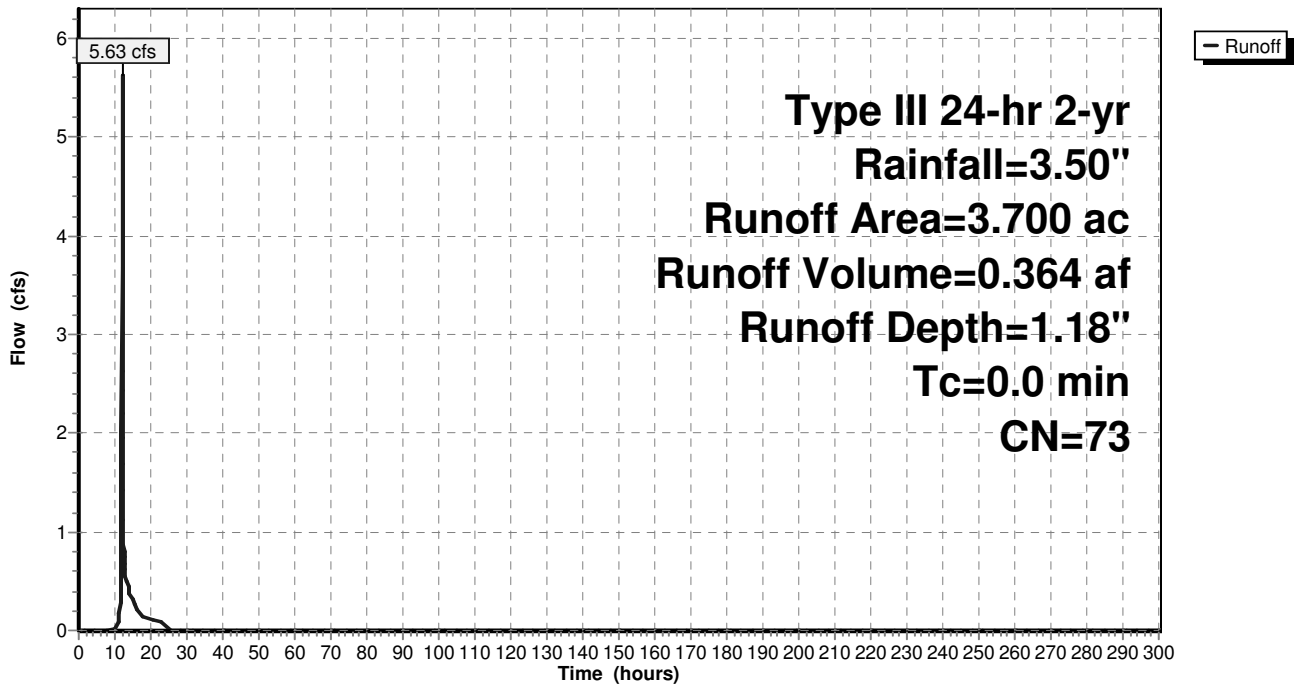 6
5
4
3
2
1
0
Flow (cfs)
5.63 cfs
Runoff
Type III 24-hr 2-yr
Rainfall=3.50"
Runoff Area=3.700 ac
Runoff Volume=0.364 af
Runoff Depth=1.18"
Tc=0.0 min
CN=73
0 10 20 30 40 50 60 70 80 90 100 110 120 130 140 150 160 170 180 190 200 210 220 230 240 250 260 270 280 290 300
Time (hours)